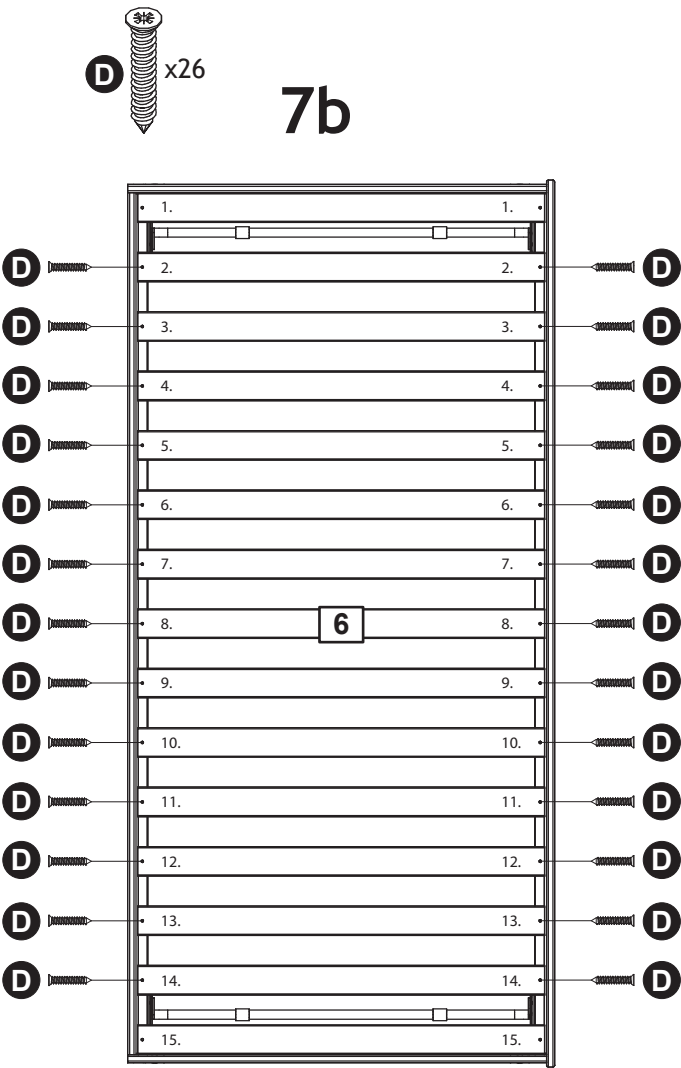 D x26
7b
1. 1.
D 2. 2. D
D 3. 3. D
D 4. 4. D
D 5. 5. D
D 6. 6. D
D 7. 7. D
D 8. 6 8. D
D 9. 9. D
D 10. 10. D
D 11. 11. D
D 12. 12. D
D 13. 13. D
D 14. 14. D
15. 15.